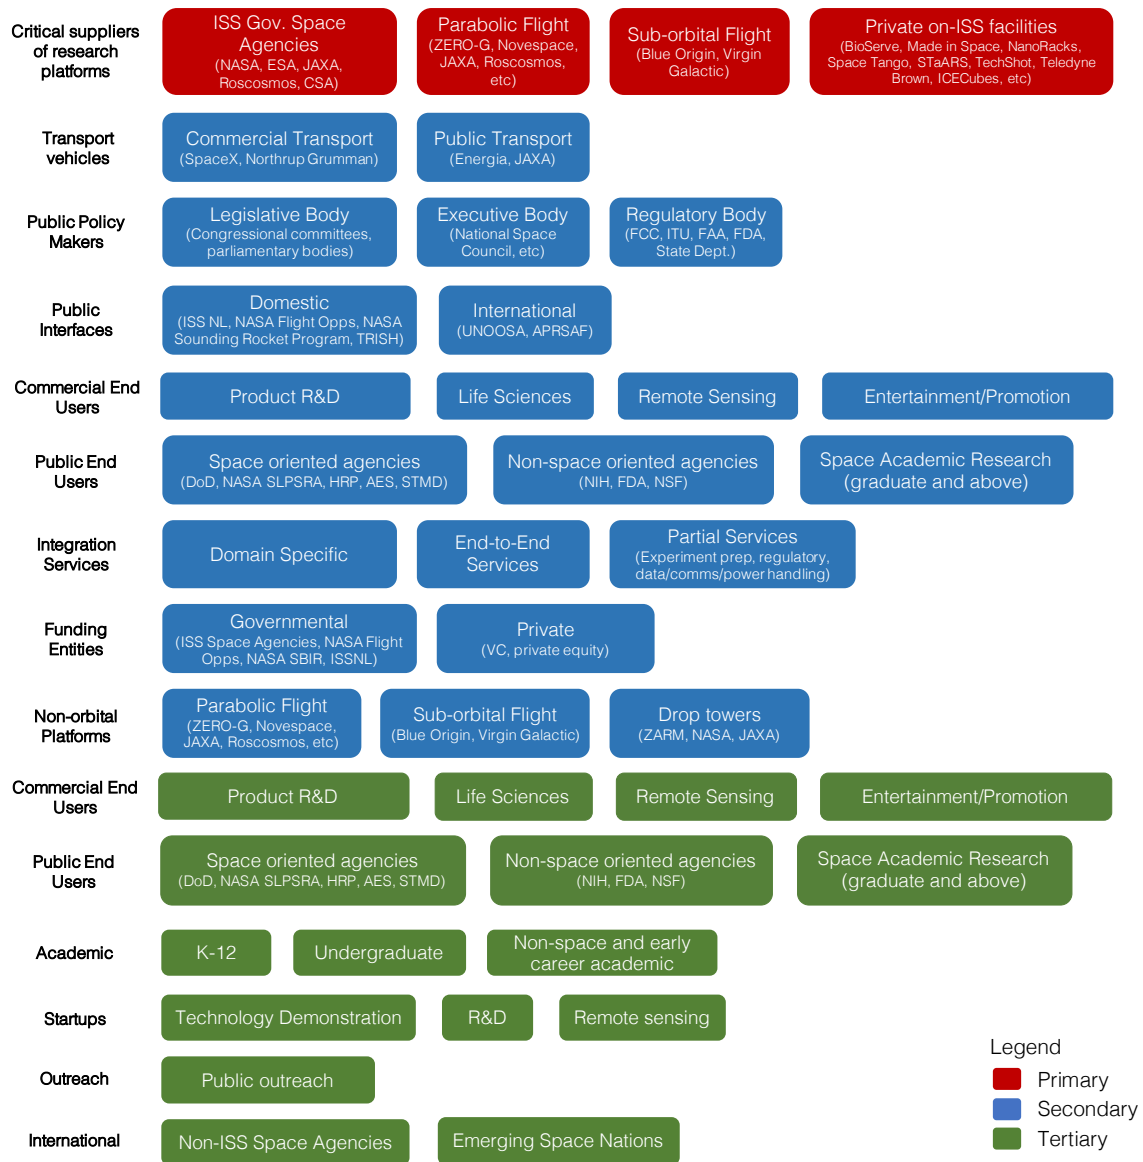 Critical suppliers
of research
platforms
ISS Gov. Space
Agencies
(NASA, ESA, JAXA,
Roscosmos, CSA)
Parabolic Flight
(ZERO-G, Novespace,
JAXA, Roscosmos,
etc)
Sub-orbital Flight
(Blue Origin, Virgin
Galactic)
Private on-ISS facilities
(BioServe, Made in Space, NanoRacks,
Space Tango, STaARS, TechShot, Teledyne
Brown, ICECubes, etc)
Transport
vehicles
Commercial Transport
(SpaceX, Northrup Grumman)
Public Transport
(Energia, JAXA)
Public Policy
Makers
Legislative Body
(Congressional committees,
parliamentary bodies)
Executive Body
(National Space
Council, etc)
Regulatory Body
(FCC, ITU, FAA, FDA,
State Dept.)
Public
Interfaces
Domestic
(ISS NL, NASA Flight Opps, NASA
Sounding Rocket Program, TRISH)
International
(UNOOSA, APRSAF)
Commercial End
Users
Product R&D
Life Sciences
Remote Sensing
Entertainment/Promotion
Public End
Users
Space oriented agencies
(DoD, NASA SLPSRA, HRP, AES, STMD)
Non-space oriented agencies
(NIH, FDA, NSF)
Space Academic Research
(graduate and above)
Integration
Services
Domain Specific
End-to-End
Services
Partial Services
(Experiment prep, regulatory,
data/comms/power handling)
Funding
Entities
Governmental
(ISS Space Agencies, NASA Flight
Opps, NASA SBIR, ISSNL)
Private
(VC, private equity)
Non-orbital
Platforms
Parabolic Flight
(ZERO-G, Novespace,
JAXA, Roscosmos, etc)
Sub-orbital Flight
(Blue Origin, Virgin Galactic)
Drop towers
(ZARM, NASA, JAXA)
Commercial End
Users
Product R&D
Life Sciences
Remote Sensing
Entertainment/Promotion
Public End
Users
Space oriented agencies
(DoD, NASA SLPSRA, HRP, AES, STMD)
Non-space oriented agencies
(NIH, FDA, NSF)
Space Academic Research
(graduate and above)
Academic
K-12
Undergraduate
Non-space and early
career academic
Startups
Technology Demonstration
R&D
Remote sensing
Outreach
Public outreach
International
Non-ISS Space Agencies
Emerging Space Nations
Legend
Primary
Secondary
Tertiary